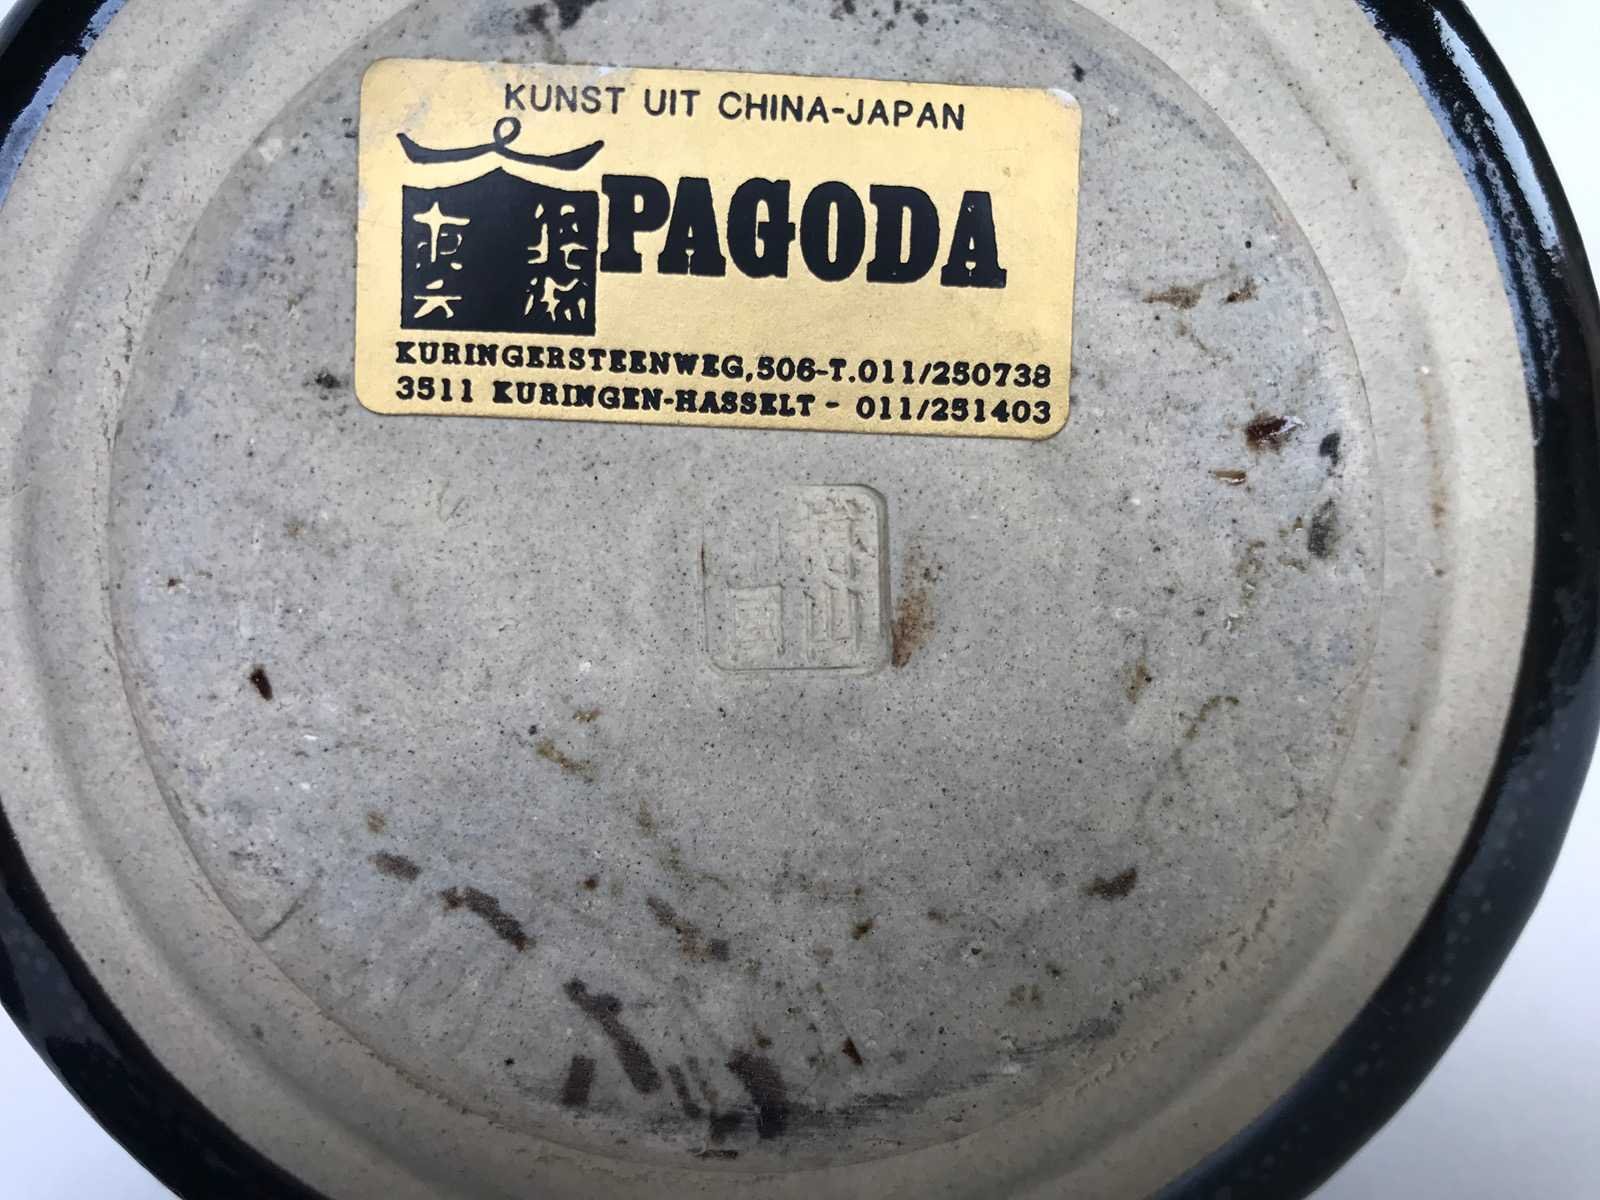 KUNST UIT CHINA-JAPAN
PAGODA
KURINGERSTEENWEG,506-T.011/250738
3511 KURINGEN-HASSELT - 011/251403